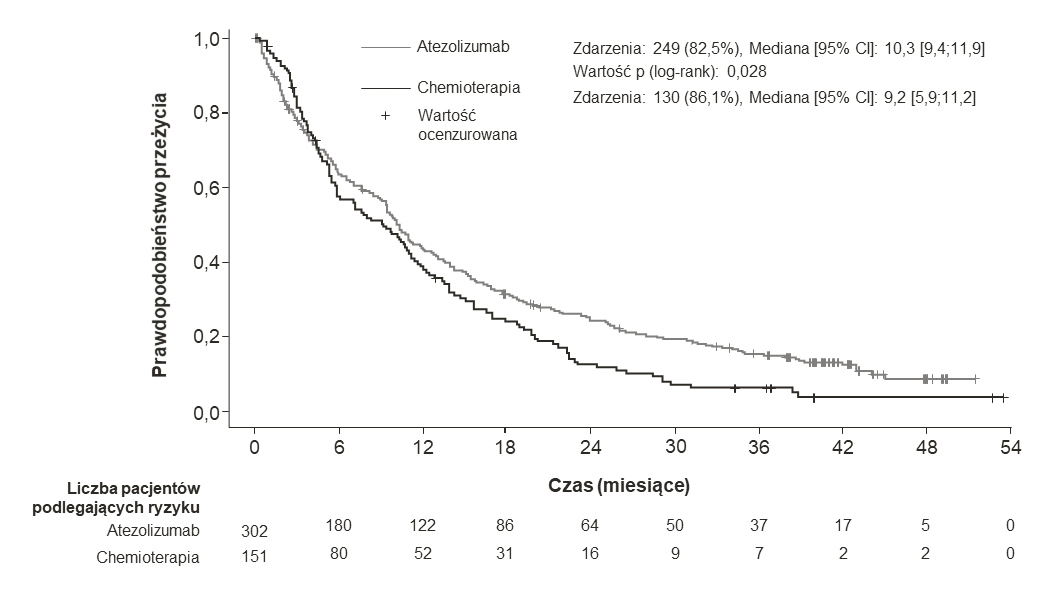 1,0
0,8
0,6
0,4
0,2
0,0
Prawdopodobieństwo przeżycia
Atezolizumab
Chemioterapia
+ Wartość
ocenzurowana
Zdarzenia: 249 (82,5%), Mediana [95% CI]: 10,3 [9,4;11,9]
Wartość p (log-rank): 0,028
Zdarzenia: 130 (86,1%), Mediana [95% CI]: 9,2 [5,9;11,2]
0 6 12 18 24 30 36 42 48 54
Czas (miesiące)
Liczba pacjentów
podlegających ryzyku
Atezolizumab 302 180 122 86 64 50 37 17 5 0
Chemioterapia 151 80 52 31 16 9 7 2 2 0